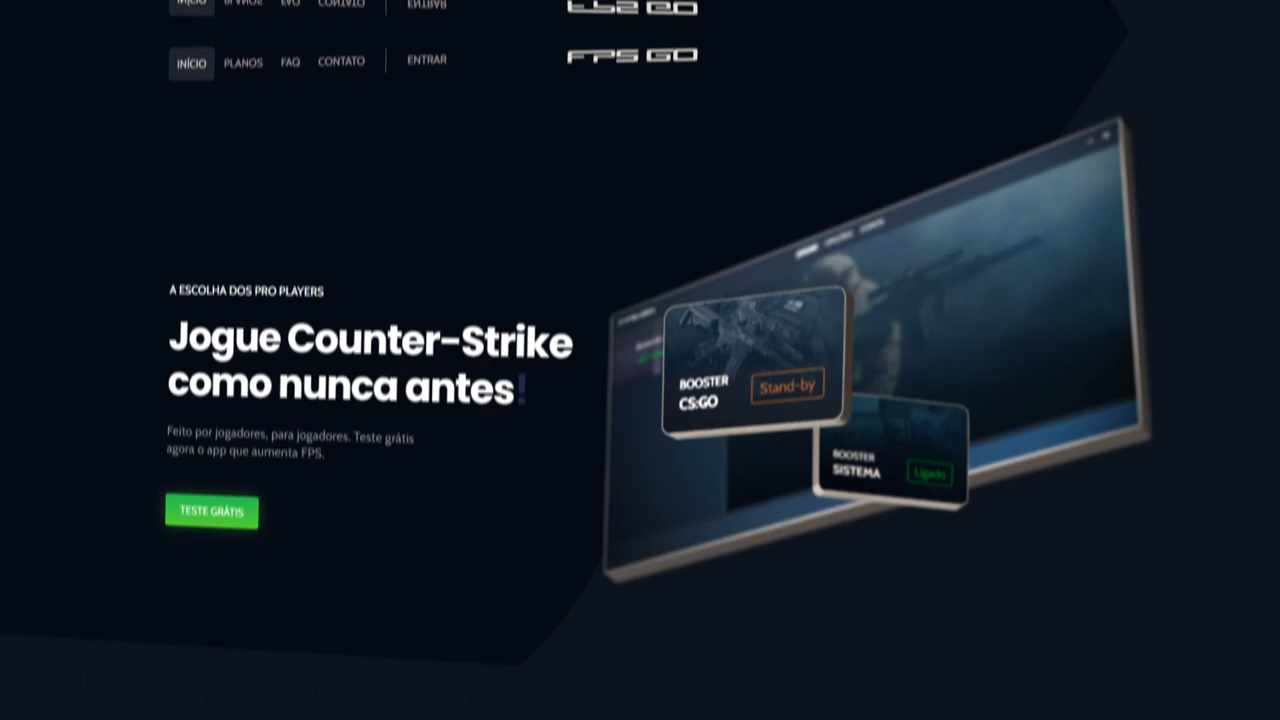 INÍCIO PLANOS FAQ CONTATO ENTRAR FPS GO
A ESCOLHA DOS PRO PLAYERS
Jogue Counter-Strike
como nunca antes!
Feito por jogadores, para jogadores. Teste grátis
agora o app que aumenta FPS.
TESTE GRÁTIS
BOOSTER
CS:GO
Stand-by
BOOSTER
SISTEMA
Ligado